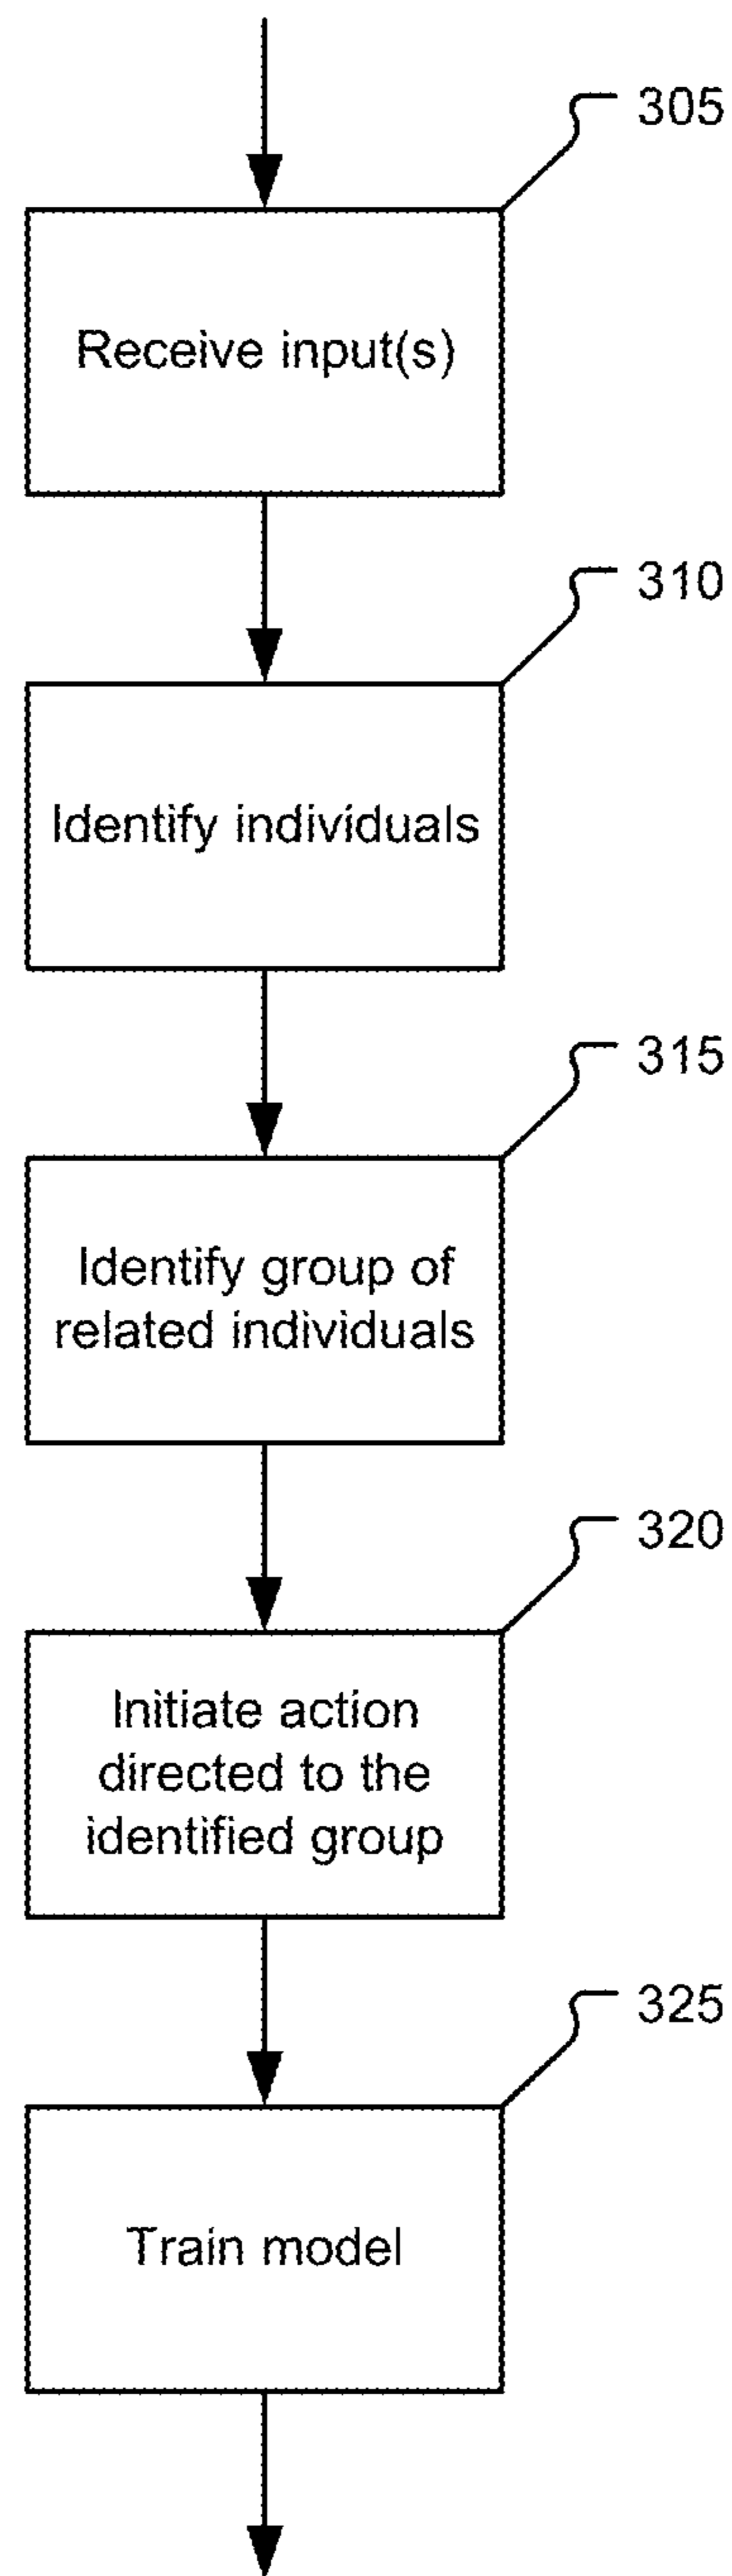 305
Receive input(s)
310
Identify individuals
315
Identify group of
related individuals
320
Initiate action
directed to the
identified group
325
Train model